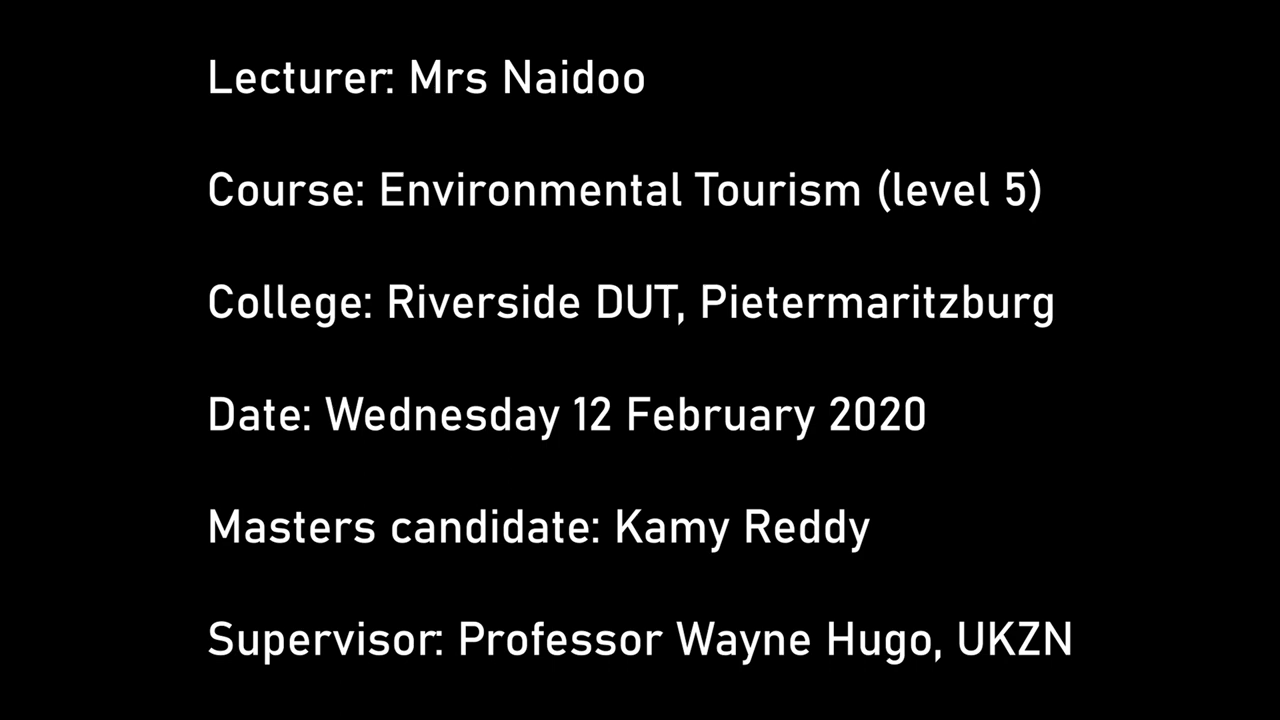 Lecturer: Mrs Naidoo
Course: Environmental Tourism (level 5)
College: Riverside DUT, Pietermaritzburg
Date: Wednesday 12 February 2020
Masters candidate: Kamy Reddy
Supervisor: Professor Wayne Hugo, UKZN